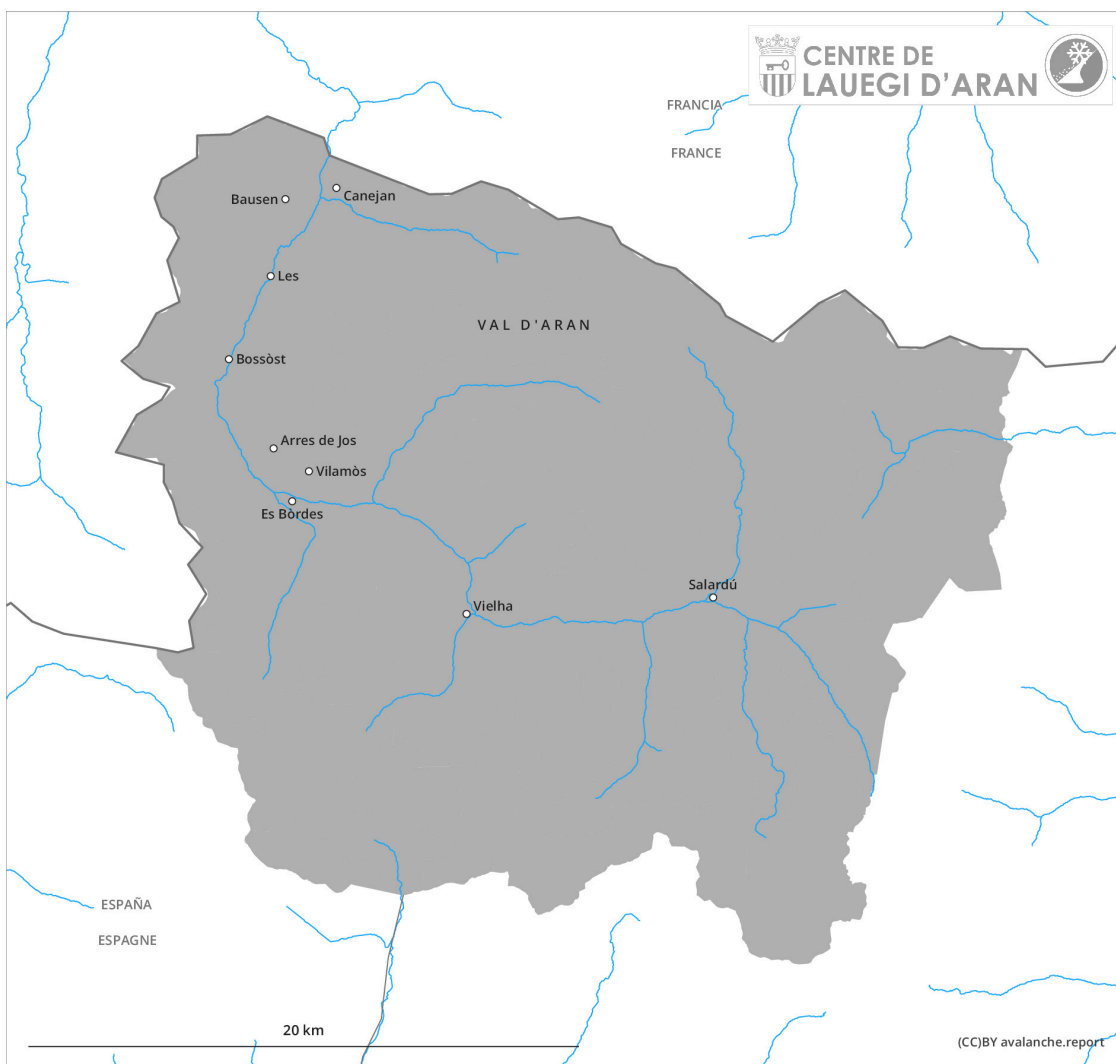 CENTRE DE
LAUEGI D'ARAN
FRANCIA
FRANCE
Canejan
Bausen
Les
VAL D'ARAN
Bossòst
Arres de Jos
Vilamòs
Es Bòrdes
Salardú
Vielha
ESPAÑA
ESPAGNE
20 km
(CC)BY avalanche.report